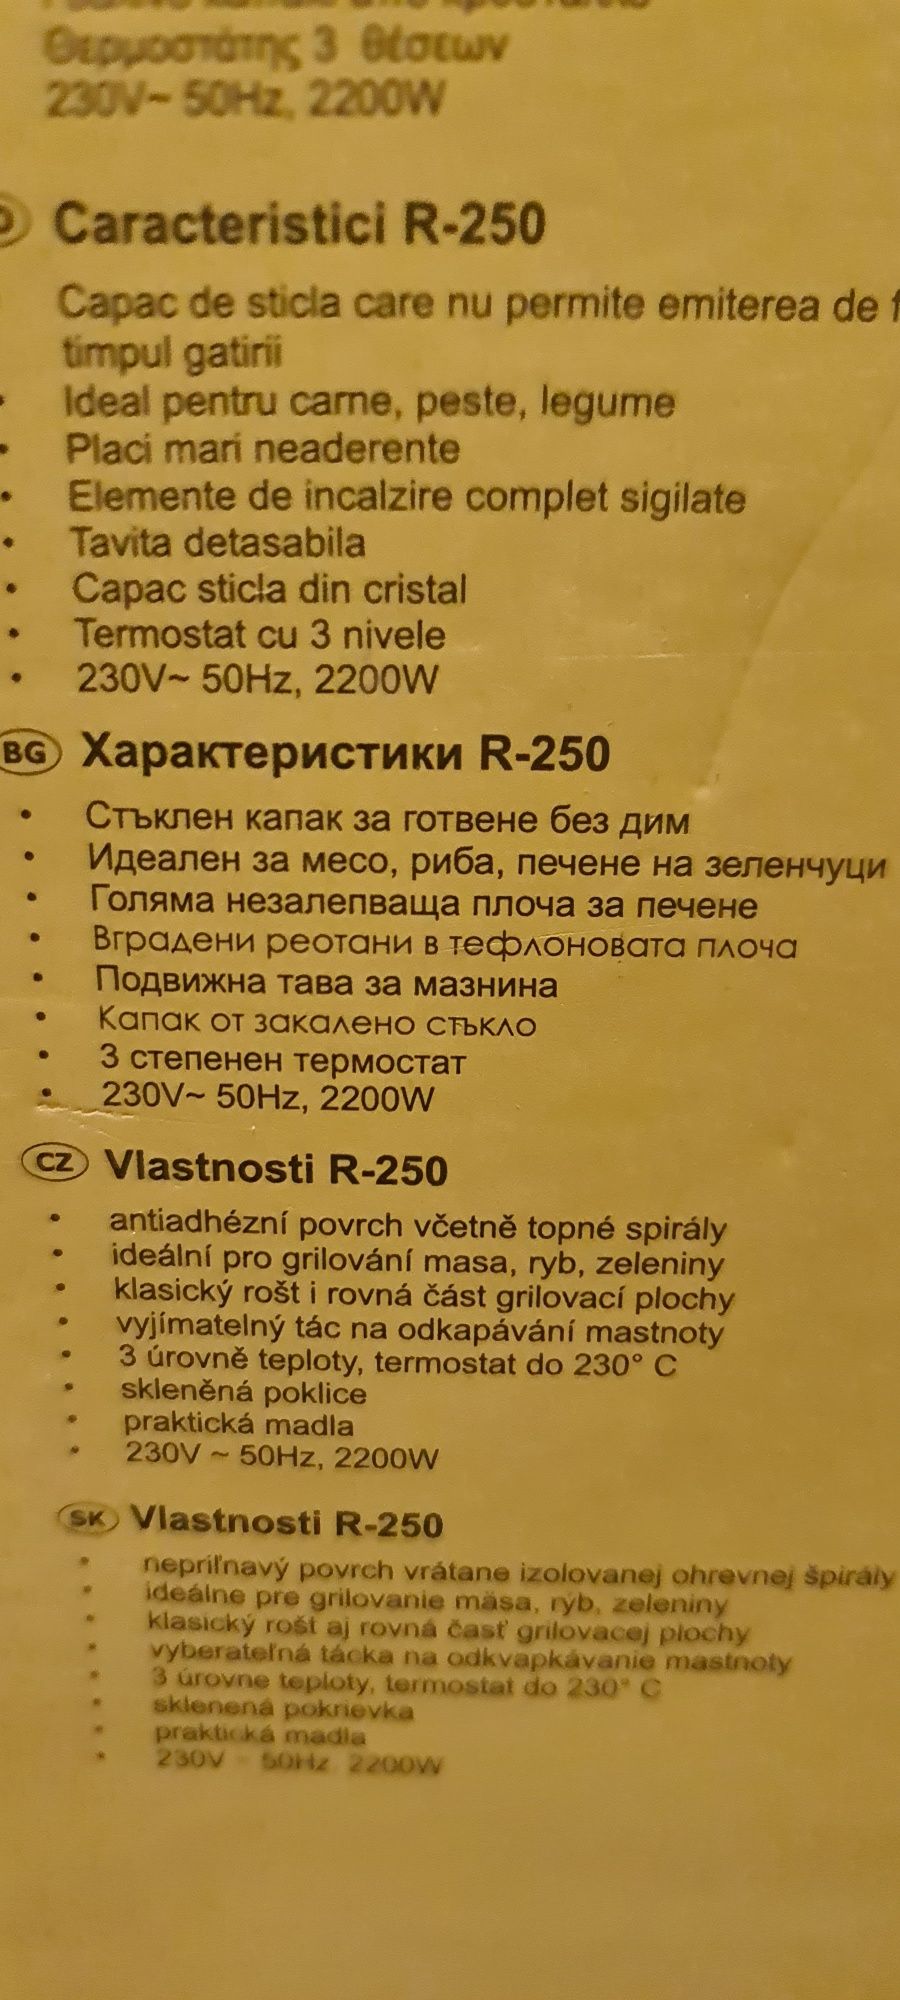 Θερμοστάτης 3 θέσεων
230V~ 50Hz, 2200W
Caracteristici R-250
Capac de sticla care nu permite emiterea de
timpul gatirii
• Ideal pentru carne, peste, legume
• Placi mari neaderente
• Elemente de incalzire complet sigilate
• Tavita detasabila
• Capac sticla din cristal
• Termostat cu 3 nivele
• 230V~ 50Hz, 2200W
BG Характеристики R-250
• Стъклен капак за готвене без дим
• Идеален за месо, риба, печене на зеленчуци
• Голяма незалепваща плоча за печене
• Вградени реотани в тефлоновата плоча
• Подвижна тава за мазнина
• Капак от закалено стъкло
• 3 степенен термостат
• 230V~ 50Hz, 2200W
CZ Vlastnosti R-250
• antiadhézní povrch včetně topné spirály
• ideální pro grilování masa, ryb, zeleniny
• klasický rošt i rovná část grilovací plochy
• vyjímatelný tác na odkapávání mastnoty
• 3 úrovně teploty, termostat do 230° C
• skleněná poklice
• praktická madla
• 230V ~ 50Hz, 2200W
SK Vlastnosti R-250
• nepriľnavý povrch vrátane izolovanej ohrevnej špirály
• ideálne pre grilovanie mäsa, rýb, zeleniny
• klasický rošt aj rovná časť grilovacej plochy
• vyberateľná tácka na odkvapkávanie mastnoty
• 3 úrovne teploty, termostat do 230° C
• sklenená pokrievka
• praktická madla
• 230V ~ 50Hz 2200W